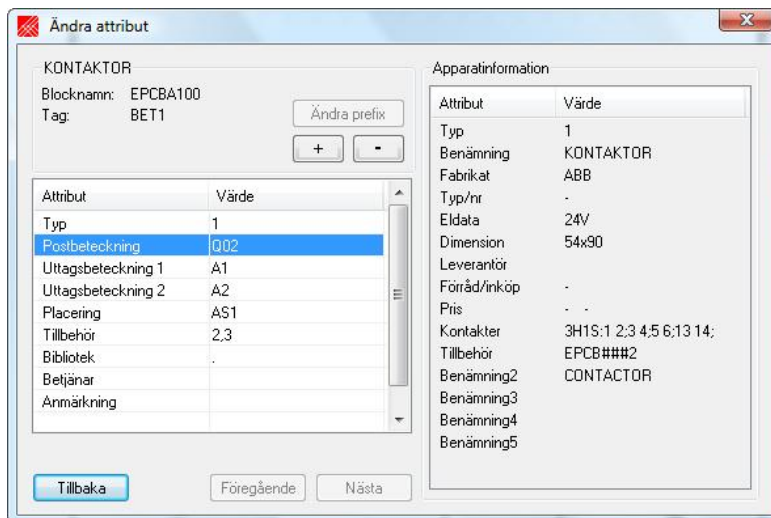 Ändra attribut
KONTAKTOR
Blocknamn: EPCBA100
Tag: BET1
Ändra prefix
+ -
Attribut Värde
Typ 1
Postbeteckning Q02
Uttagsbeteckning 1 A1
Uttagsbeteckning 2 A2
Placering AS1
Tillbehör 2,3
Bibliotek .
Betjänar
Anmärkning
Tillbaka Föregående Nästa
Apparatinformation
Attribut Värde
Typ 1
Benämning KONTAKTOR
Fabrikat ABB
Typ/nr -
Eldata 24V
Dimension 54x90
Leverantör
Förråd/inköp -
Pris - -
Kontakter 3H1S:1 2;3 4;5 6;13 14;
Tillbehör EPCB###2
Benämning2 CONTACTOR
Benämning3
Benämning4
Benämning5